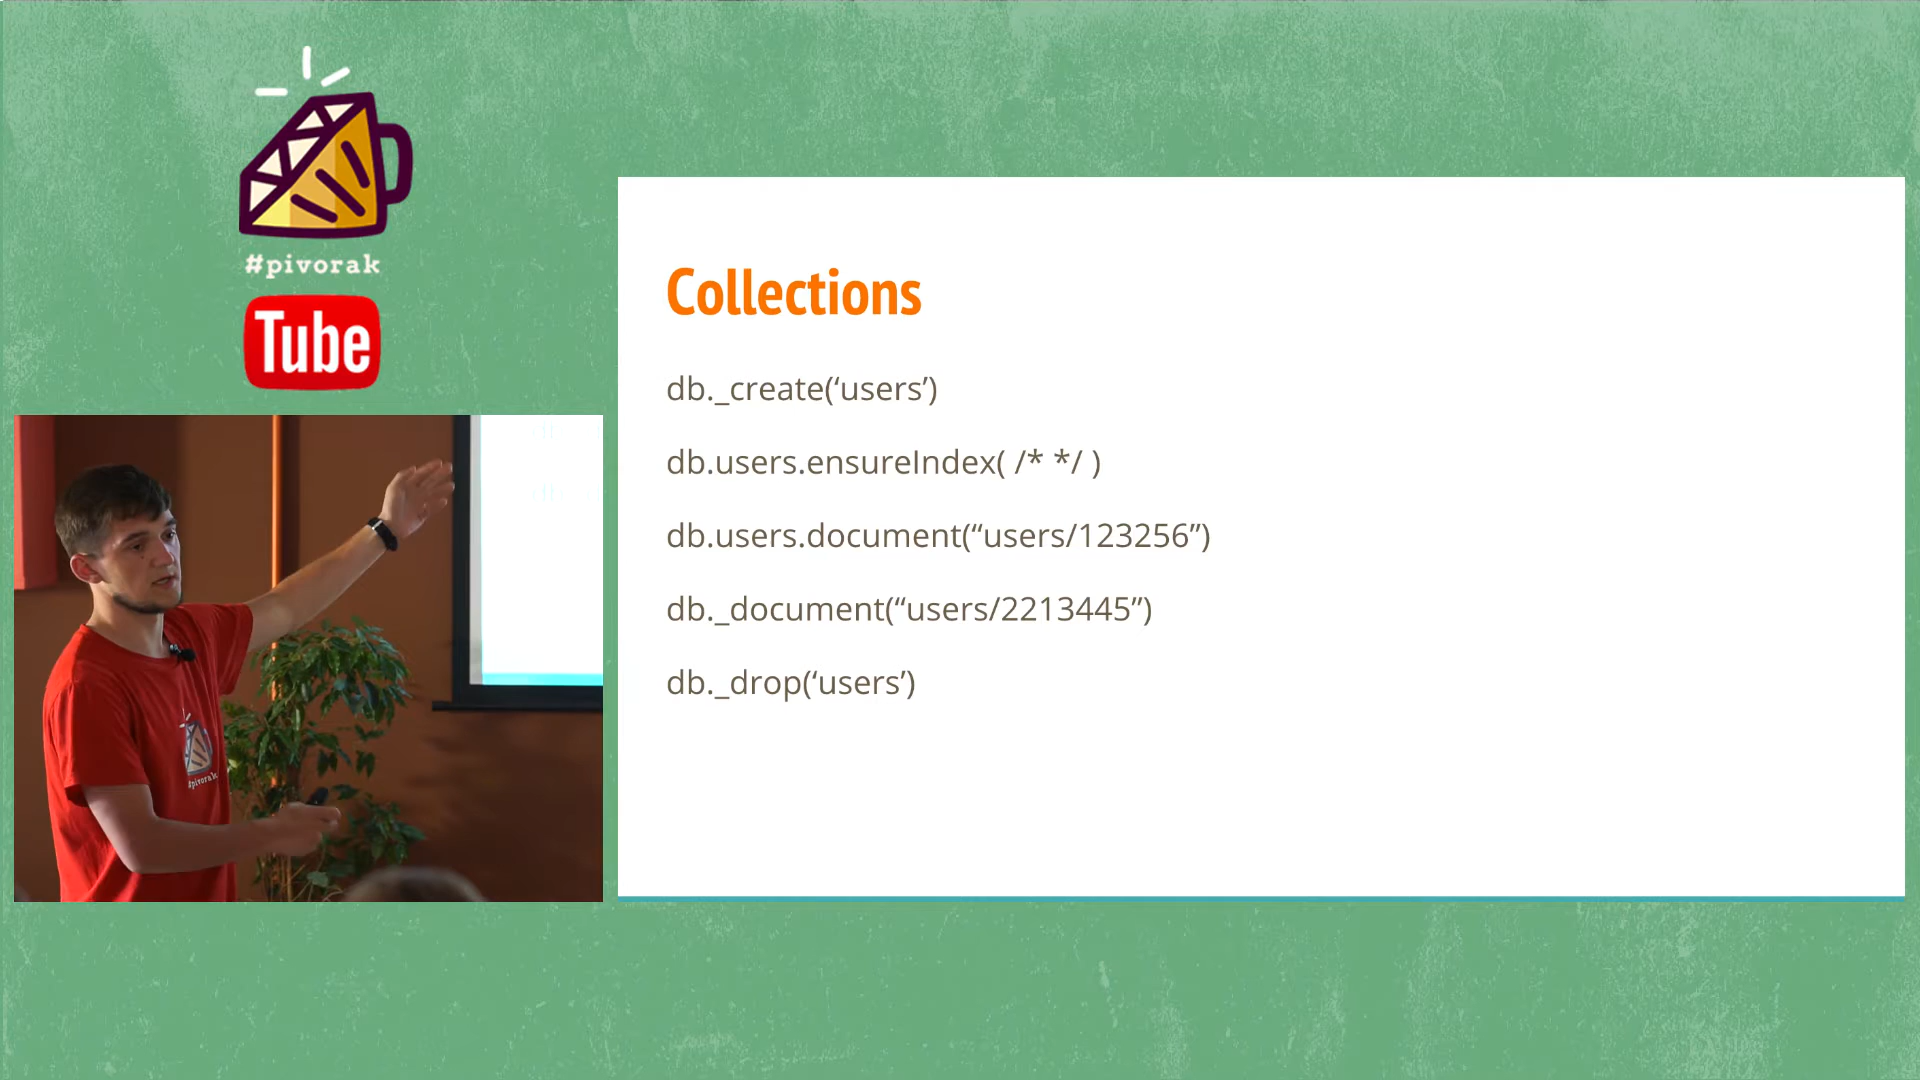 #pivorak
Tube
#pivorak
Collections
db._create(‘users’)
db.users.ensureIndex( /* */ )
db.users.document(“users/123256”)
db._document(“users/2213445”)
db._drop(‘users’)